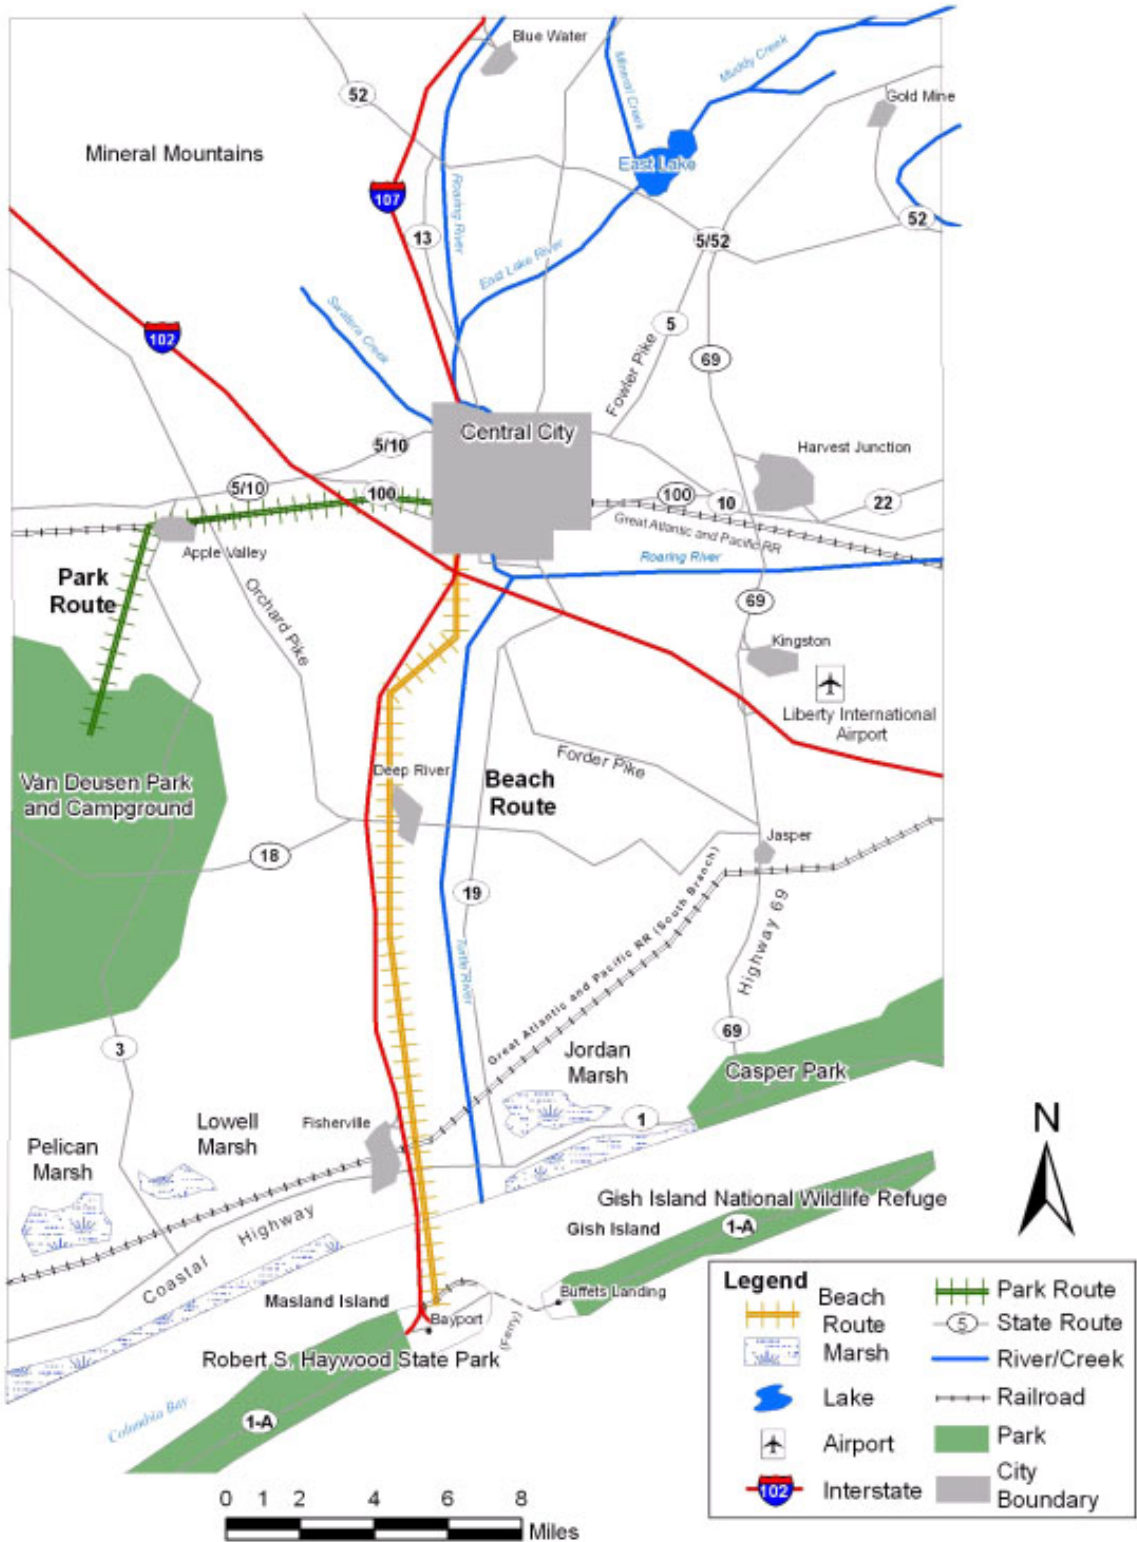 Blue Water
52
Mineral Creek
Muddy Creek
Gold Mine
Mineral Mountains
East Lake
107
Roaring River
13
52
5/52
East Lake River
Swatera Creek
102
5
Fowler Pike
69
Central City
5/10
Harvest Junction
5/10
100
100
10
22
Great Atlantic and Pacific RR
Apple Valley
Roaring River
Park
Route
Orchard Pike
69
Kingston
Liberty International
Airport
Forder Pike
Deep River
Beach
Route
Van Deusen Park
and Campground
Jasper
18
19
Great Atlantic and Pacific RR (South Branch)
Highway 69
Turtle River
69
3
Jordan
Marsh
Casper Park
Lowell
Marsh
Fisherville
1
Pelican
Marsh
N
Gish Island National Wildlife Refuge
Coastal Highway
Gish Island
1-A
Masland Island
Buffets Landing
Bayport
(Ferry)
Robert S. Haywood State Park
Columbia Bay
1-A
Legend
Beach
Route
Marsh
Lake
Airport
102
Interstate
Park Route
5
State Route
River/Creek
Railroad
Park
City
Boundary
0 1 2 4 6 8
Miles